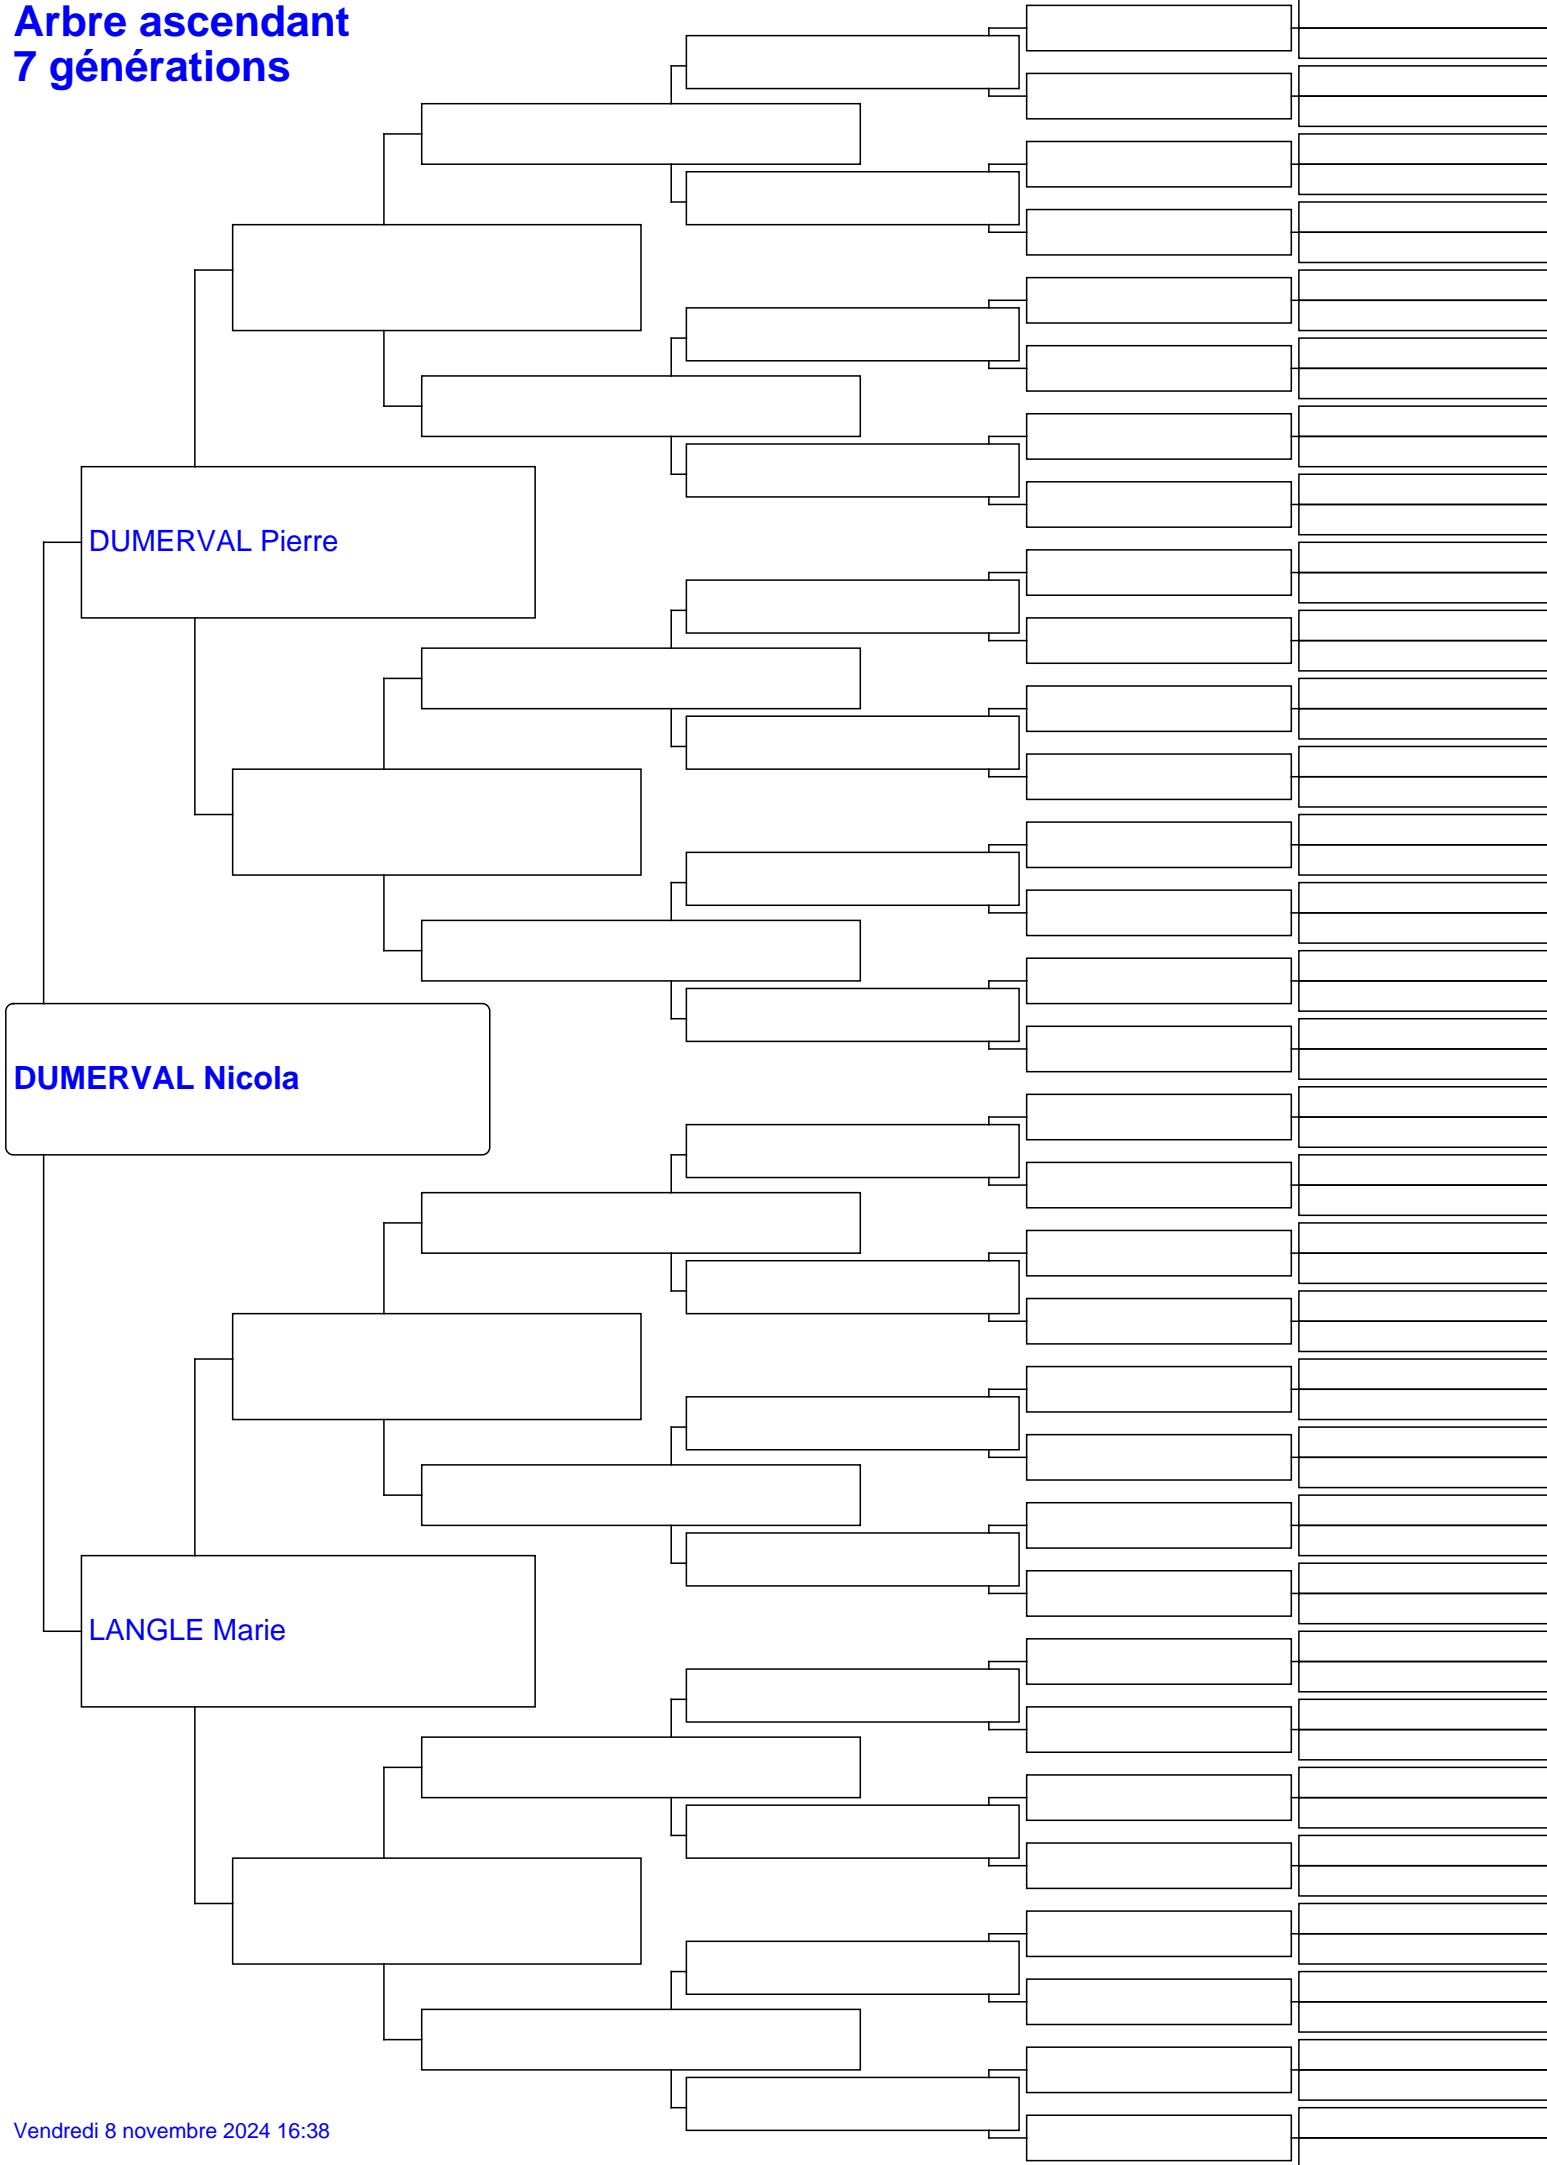 Arbre ascendant
7 générations
DUMERVAL Pierre
DUMERVAL Nicola
LANGLE Marie
Vendredi 8 novembre 2024 16:38